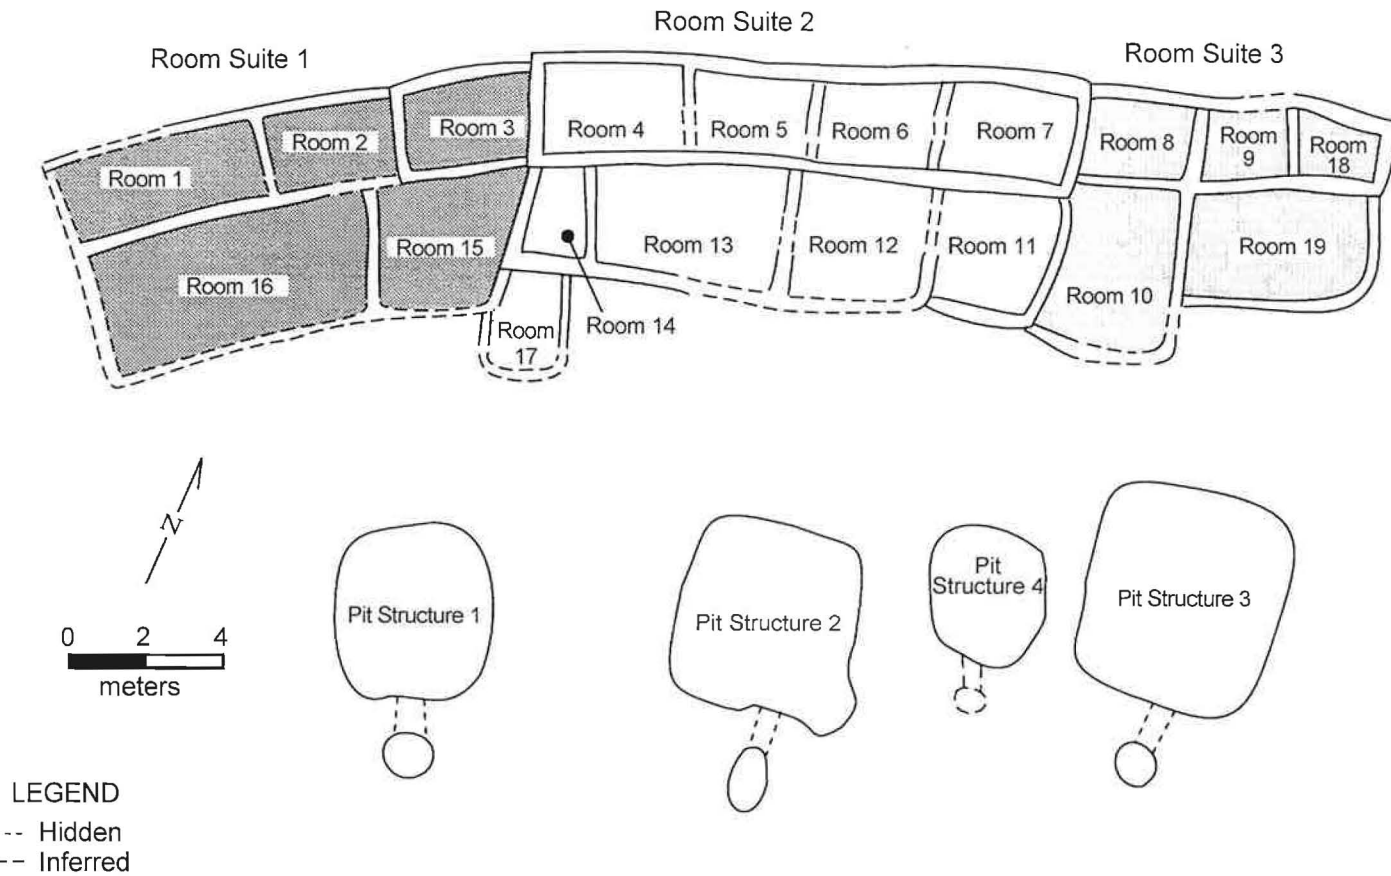 Room Suite 2
Room Suite 1
Room Suite 3
Room 1
Room 2
Room 3
Room 4
Room 5
Room 6
Room 7
Room 8
Room
9
Room
18
Room 16
Room 15
Room 13
Room 12
Room 11
Room 10
Room 19
Room
17
Room 14
N
Pit Structure 1
Pit Structure 2
Pit
Structure 4
Pit Structure 3
0 2 4
meters
LEGEND
-- Hidden
-- Inferred